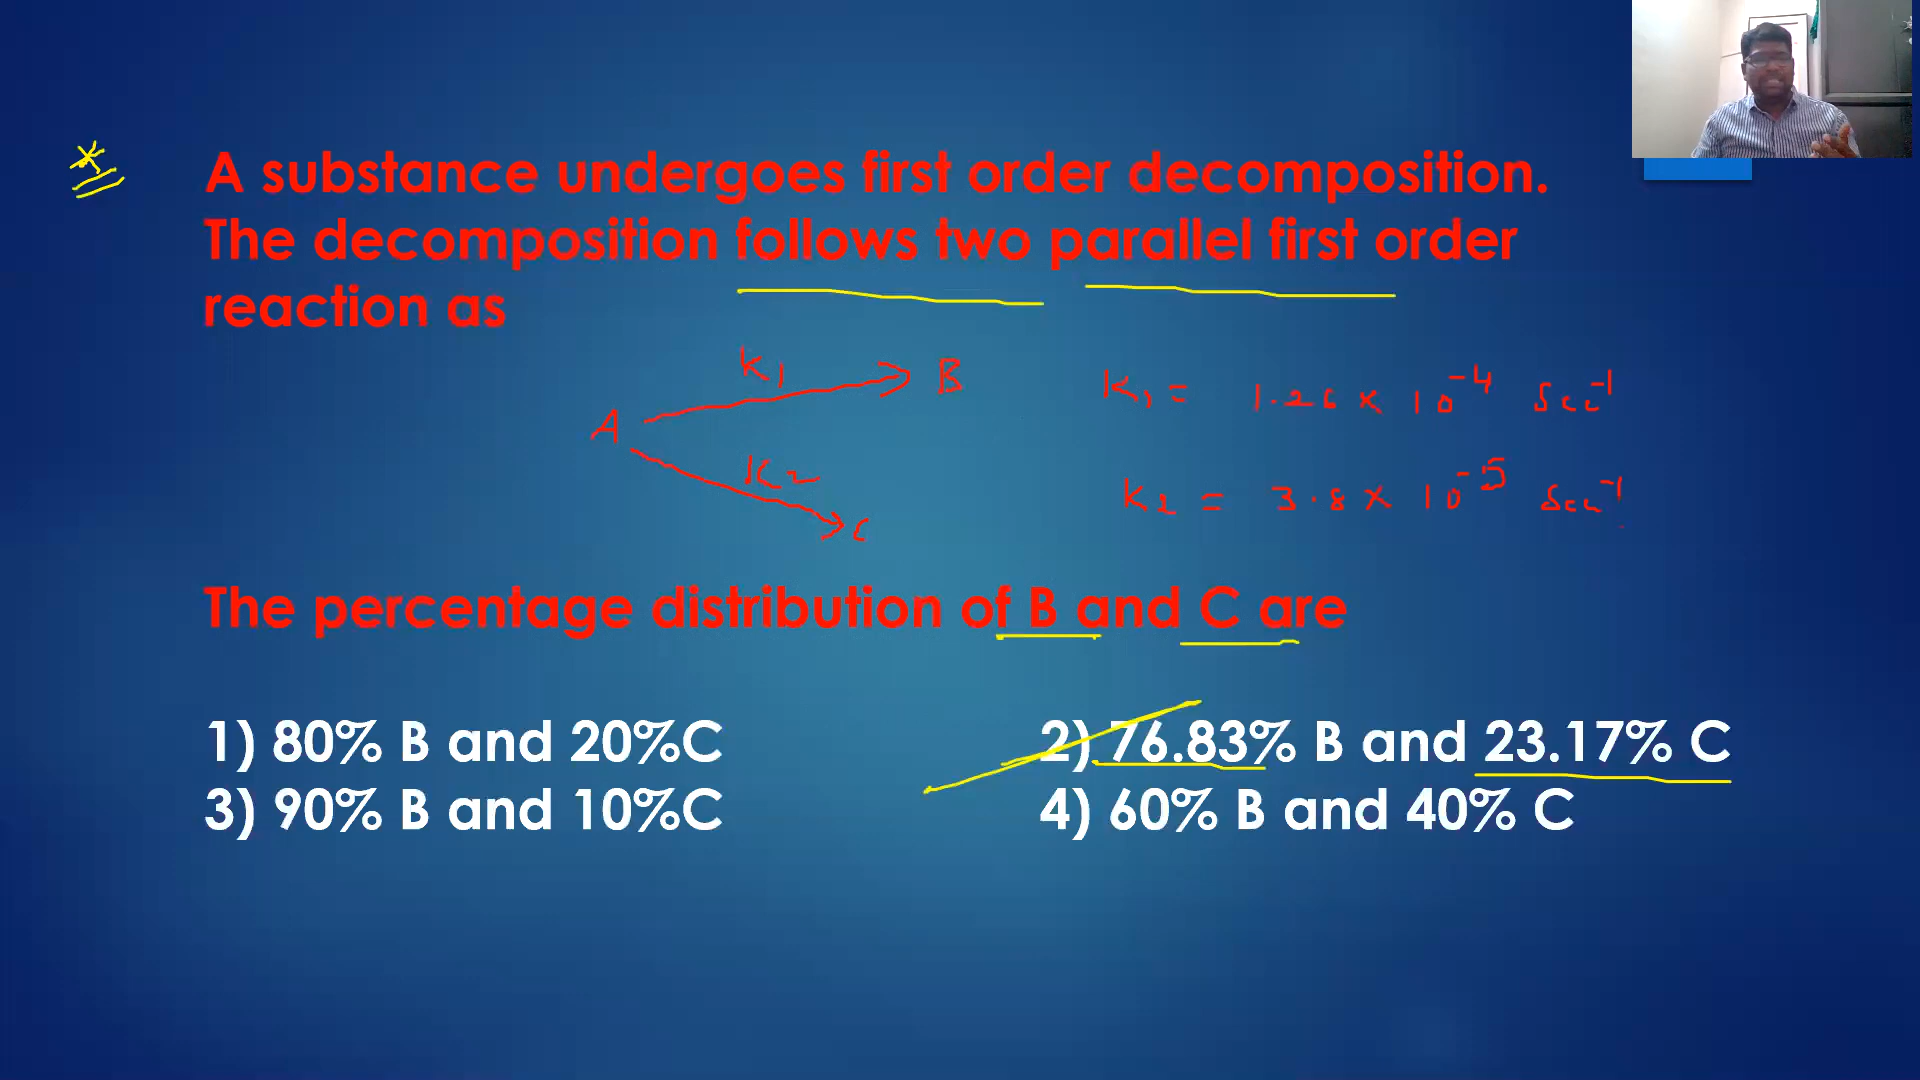 A substance undergoes first order decomposition.
The decomposition follows two parallel first order
reaction as
K1 B
K1 = 1.26 x 10-4 Sec-1
A
K2
K2 = 3.8 x 10-5 Sec-1
C
The percentage distribution of B and C are
1) 80% B and 20%C
2) 76.83% B and 23.17% C
3) 90% B and 10%C
4) 60% B and 40% C